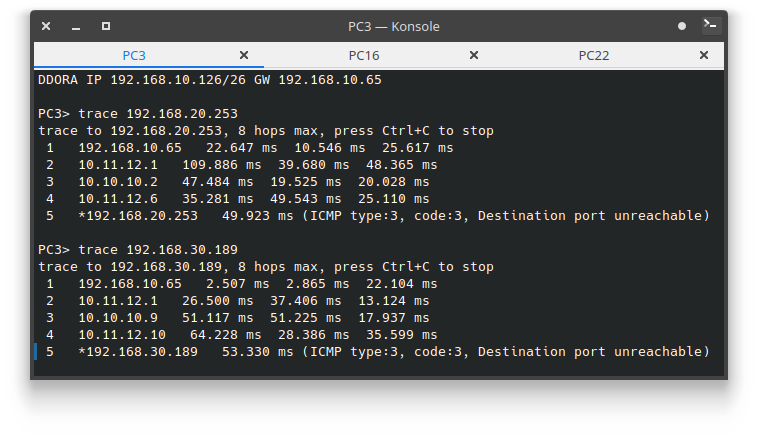 PC3 — Konsole
PC3 PC16 PC22
DDORA IP 192.168.10.126/26 GW 192.168.10.65
PC3> trace 192.168.20.253
trace to 192.168.20.253, 8 hops max, press Ctrl+C to stop
1 192.168.10.65 22.647 ms 10.546 ms 25.617 ms
2 10.11.12.1 109.886 ms 39.680 ms 48.365 ms
3 10.10.10.2 47.484 ms 19.525 ms 20.028 ms
4 10.11.12.6 35.281 ms 49.543 ms 25.110 ms
5 *192.168.20.253 49.923 ms (ICMP type:3, code:3, Destination port unreachable)
PC3> trace 192.168.30.189
trace to 192.168.30.189, 8 hops max, press Ctrl+C to stop
1 192.168.10.65 2.507 ms 2.865 ms 22.104 ms
2 10.11.12.1 26.500 ms 37.406 ms 13.124 ms
3 10.10.10.9 51.117 ms 51.225 ms 17.937 ms
4 10.11.12.10 64.228 ms 28.386 ms 35.599 ms
5 *192.168.30.189 53.330 ms (ICMP type:3, code:3, Destination port unreachable)